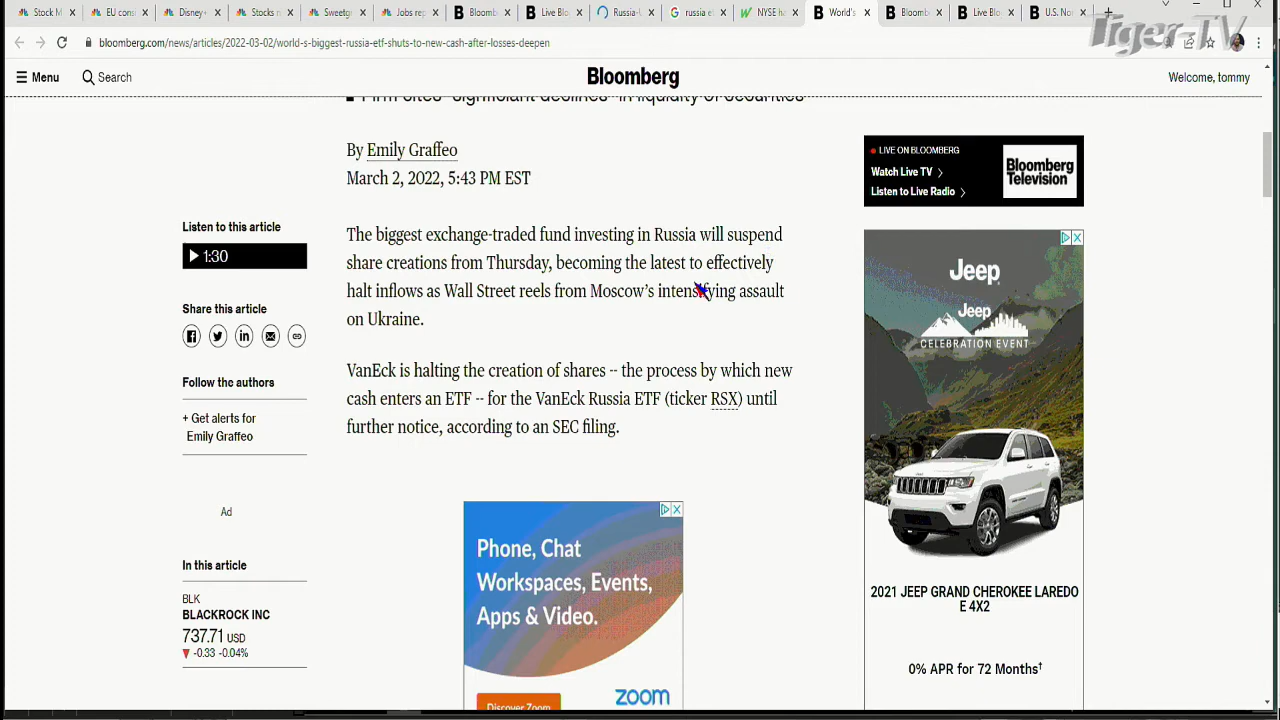 Stock M
EU cons
Disney+
Stocks r
Sweetg
Jobs rep
Bloomb
Live Blo
Russia-U
russia et
NYSE ha
World's
Bloomb
Live Blo
U.S. Nor
Tiger-TV
bloomberg.com/news/articles/2022-03-02/world-s-biggest-russia-etf-shuts-to-new-cash-after-losses-deepen
Menu
Search
Bloomberg
Welcome, tommy
Firm cites 'significant declines' in liquidity of securities
By Emily Graffeo
March 2, 2022, 5:43 PM EST
Listen to this article
1:30
Share this article
Follow the authors
+ Get alerts for
Emily Graffeo
Ad
In this article
BLK
BLACKROCK INC
737.71 USD
-0.33 -0.04%
The biggest exchange-traded fund investing in Russia will suspend
share creations from Thursday, becoming the latest to effectively
halt inflows as Wall Street reels from Moscow's intensifying assault
on Ukraine.
VanEck is halting the creation of shares -- the process by which new
cash enters an ETF -- for the VanEck Russia ETF (ticker RSX) until
further notice, according to an SEC filing.
Phone, Chat
Workspaces, Events,
Apps & Video.
Discover Zoom
zoom
LIVE ON BLOOMBERG
Watch Live TV
Listen to Live Radio
Bloomberg
Television
Jeep
Jeep
CELEBRATION EVENT
2021 JEEP GRAND CHEROKEE LAREDO
E 4X2
0% APR for 72 Months†